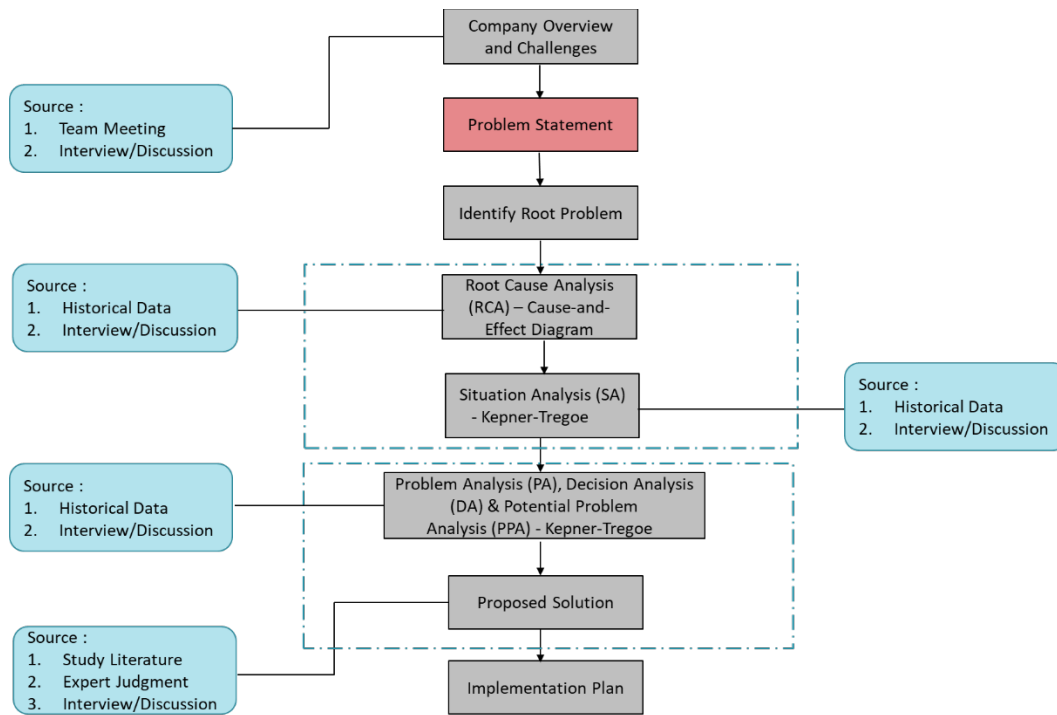 Company Overview
and Challenges
Source :
1. Team Meeting
2. Interview/Discussion
Problem Statement
Identify Root Problem
Source :
1. Historical Data
2. Interview/Discussion
Root Cause Analysis
(RCA) – Cause-and-
Effect Diagram
Situation Analysis (SA)
- Kepner-Tregoe
Source :
1. Historical Data
2. Interview/Discussion
Source :
1. Historical Data
2. Interview/Discussion
Problem Analysis (PA), Decision Analysis
(DA) & Potential Problem
Analysis (PPA) - Kepner-Tregoe
Proposed Solution
Source :
1. Study Literature
2. Expert Judgment
3. Interview/Discussion
Implementation Plan